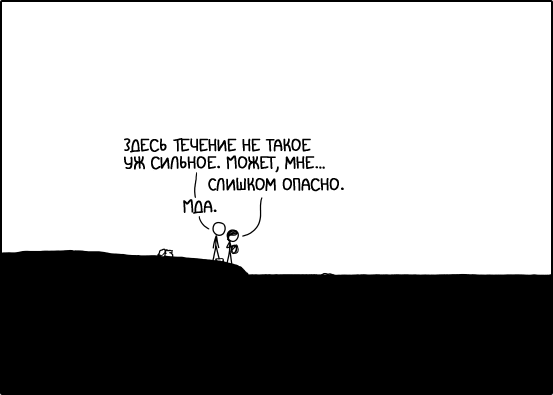 ЗДЕСЬ ТЕЧЕНИЕ НЕ ТАКОЕ
УЖ СИЛЬНОЕ. МОЖЕТ, МНЕ...
СЛИШКОМ ОПАСНО.
МДА.